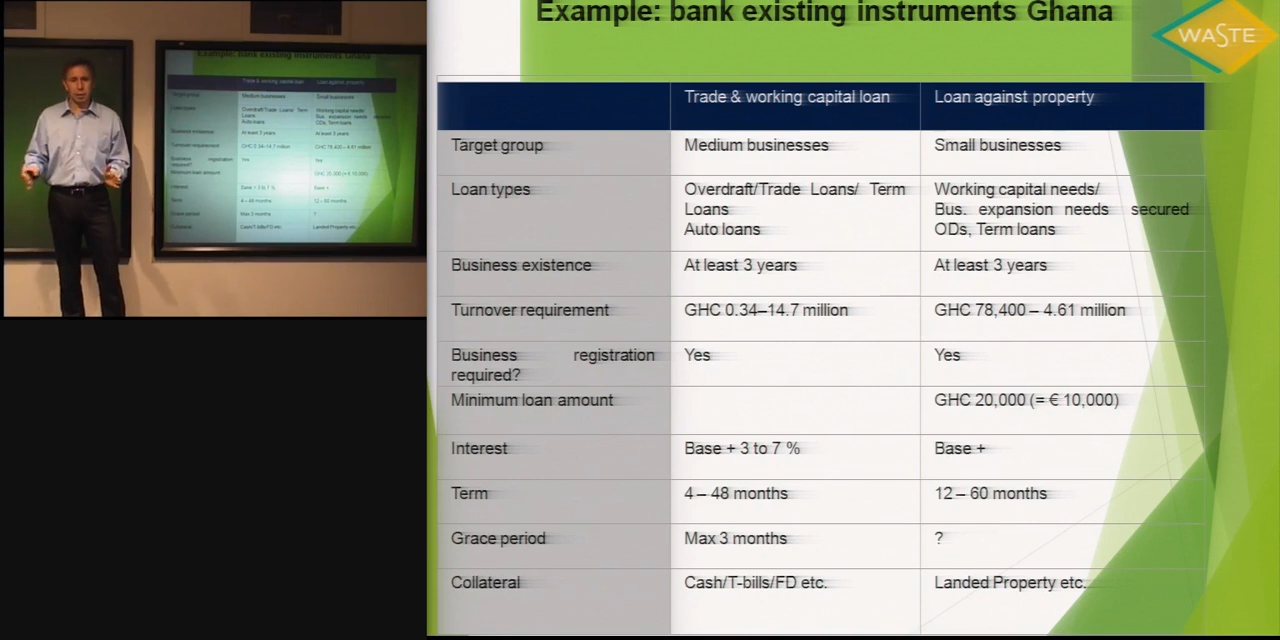 Example: bank existing instruments Ghana
WASTE
Trade & working capital loan
Loan against property
Target group
Medium businesses
Small businesses
Loan types
Overdraft/Trade Loans/ Term
Loans
Auto loans
Working capital needs/
Bus. expansion needs secured
ODs, Term loans
Business existence
At least 3 years
At least 3 years
Turnover requirement
GHC 0.34–14.7 million
GHC 78,400 – 4.61 million
Business registration
required?
Yes
Yes
Minimum loan amount
GHC 20,000 (= € 10,000)
Interest
Base + 3 to 7 %
Base +
Term
4 – 48 months
12 – 60 months
Grace period
Max 3 months
?
Collateral
Cash/T-bills/FD etc.
Landed Property etc.